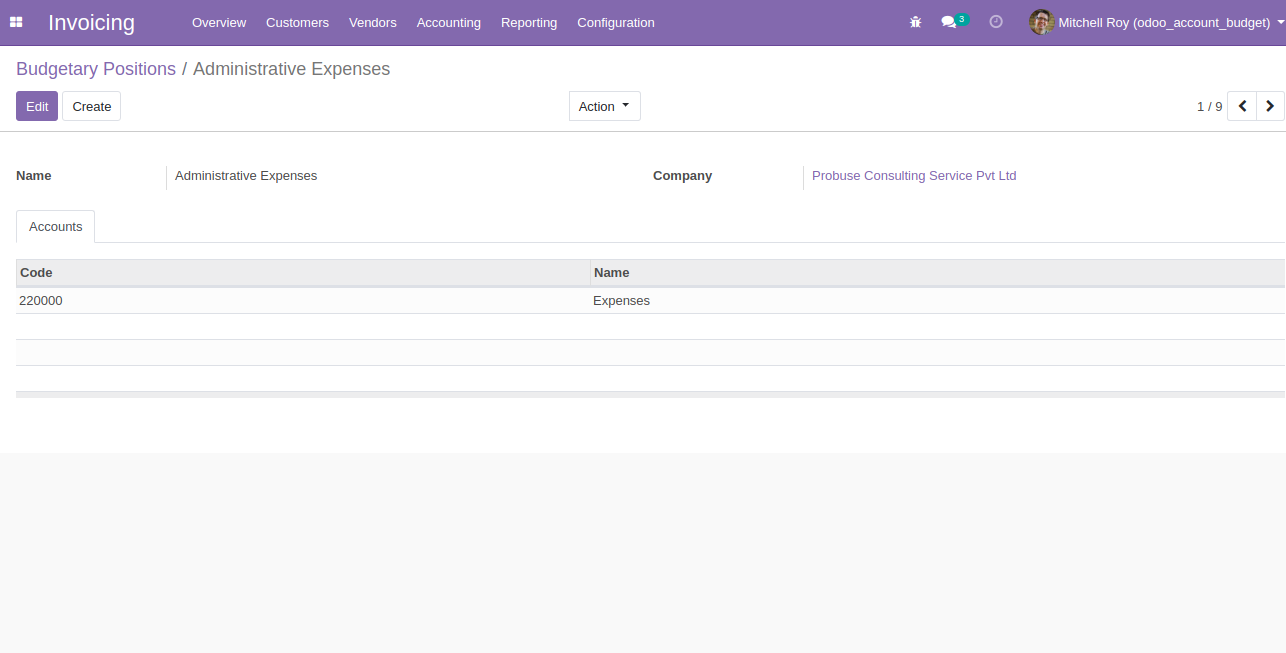 Invoicing Overview Customers Vendors Accounting Reporting Configuration 3 Mitchell Roy (odoo_account_budget)
Budgetary Positions / Administrative Expenses
Edit Create Action 1 / 9
Name Administrative Expenses Company Probuse Consulting Service Pvt Ltd
Accounts
Code Name
220000 Expenses